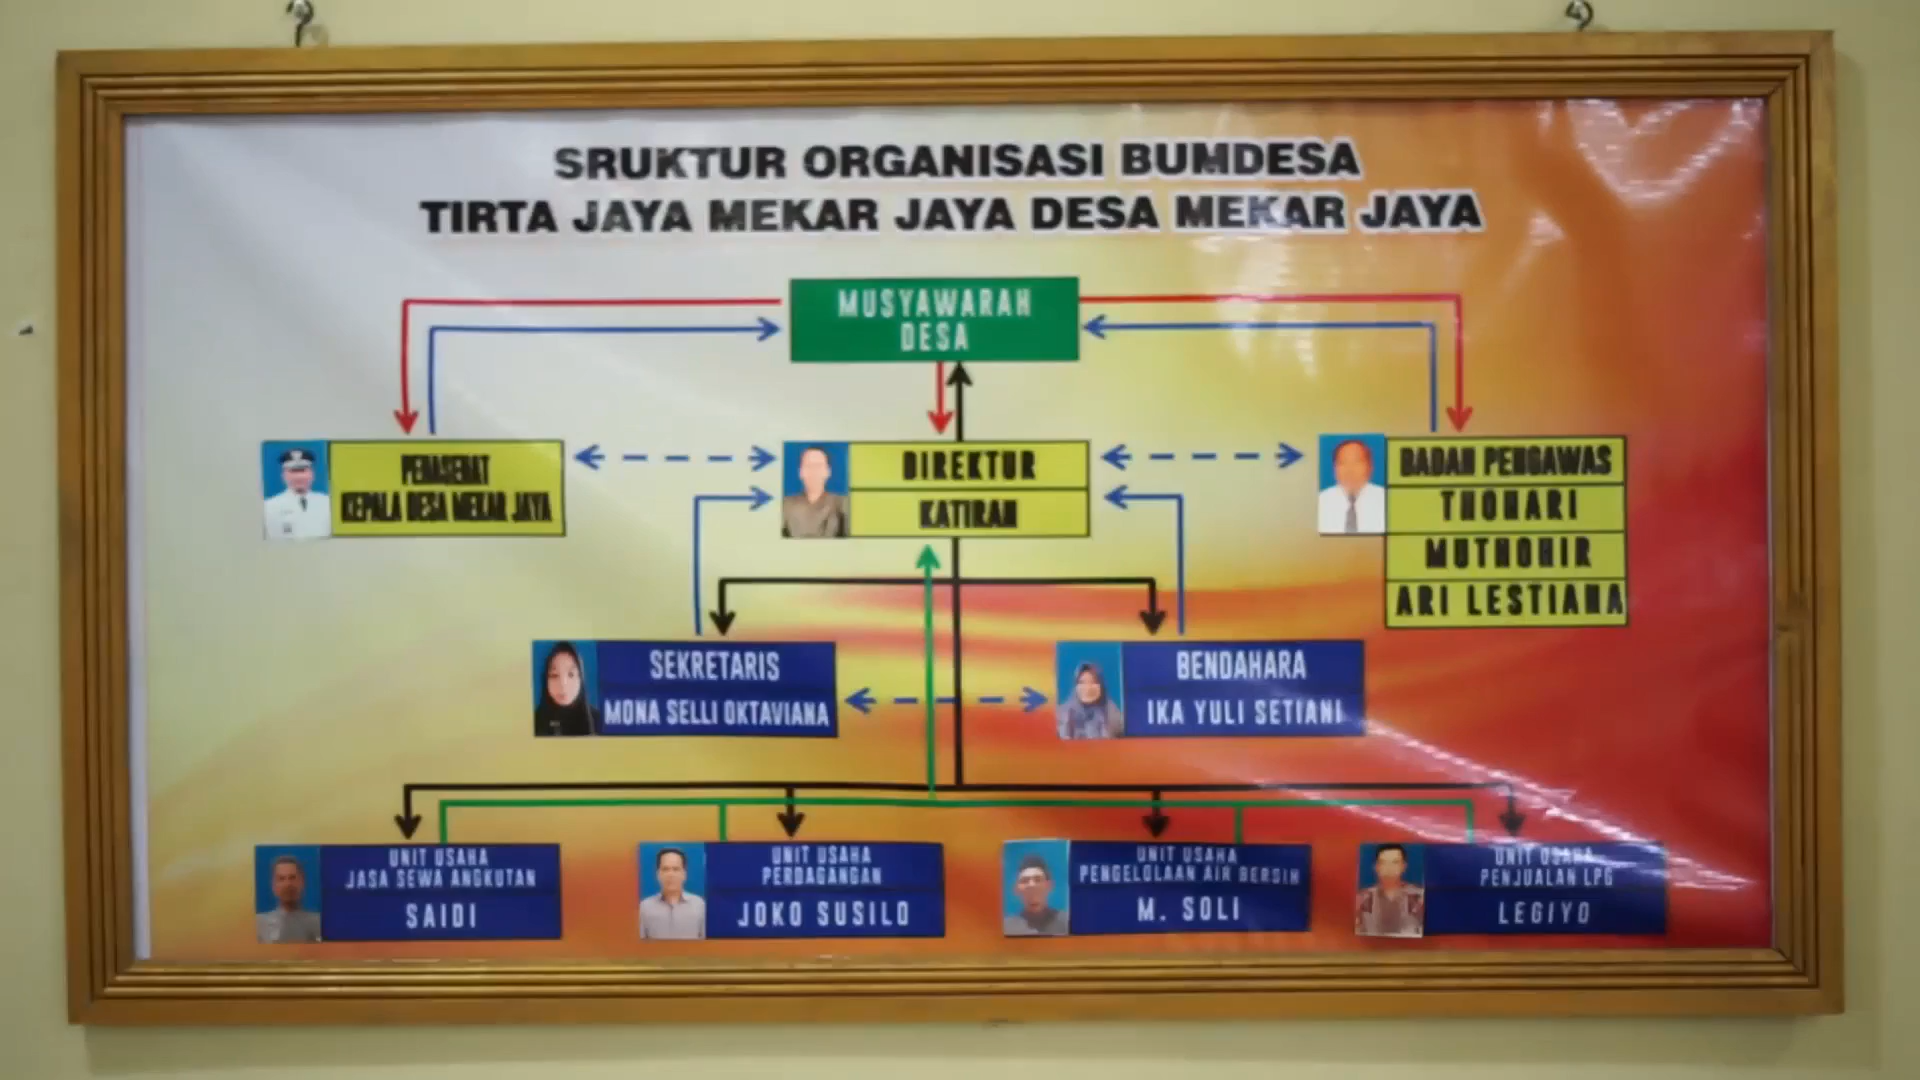 SRUKTUR ORGANISASI BUMDESA
TIRTA JAYA MEKAR JAYA DESA MEKAR JAYA
MUSYAWARAH
DESA
PENASEHAT
KEPALA DESA MEKAR JAYA
DIREKTUR
KATIRAN
BADAN PENGAWAS
THOHARI
MUTHOHIR
ARI LESTIANA
SEKRETARIS
MONA SELLI OKTAVIANA
BENDAHARA
IKA YULI SETIANI
UNIT USAHA
JASA SEWA ANGKUTAN
SAIDI
UNIT USAHA
PERDAGANGAN
JOKO SUSILO
UNIT USAHA
PENGELOLAAN AIR BERSIH
M. SOLI
UNIT USAHA
PENJUALAN LPG
LEGIYO